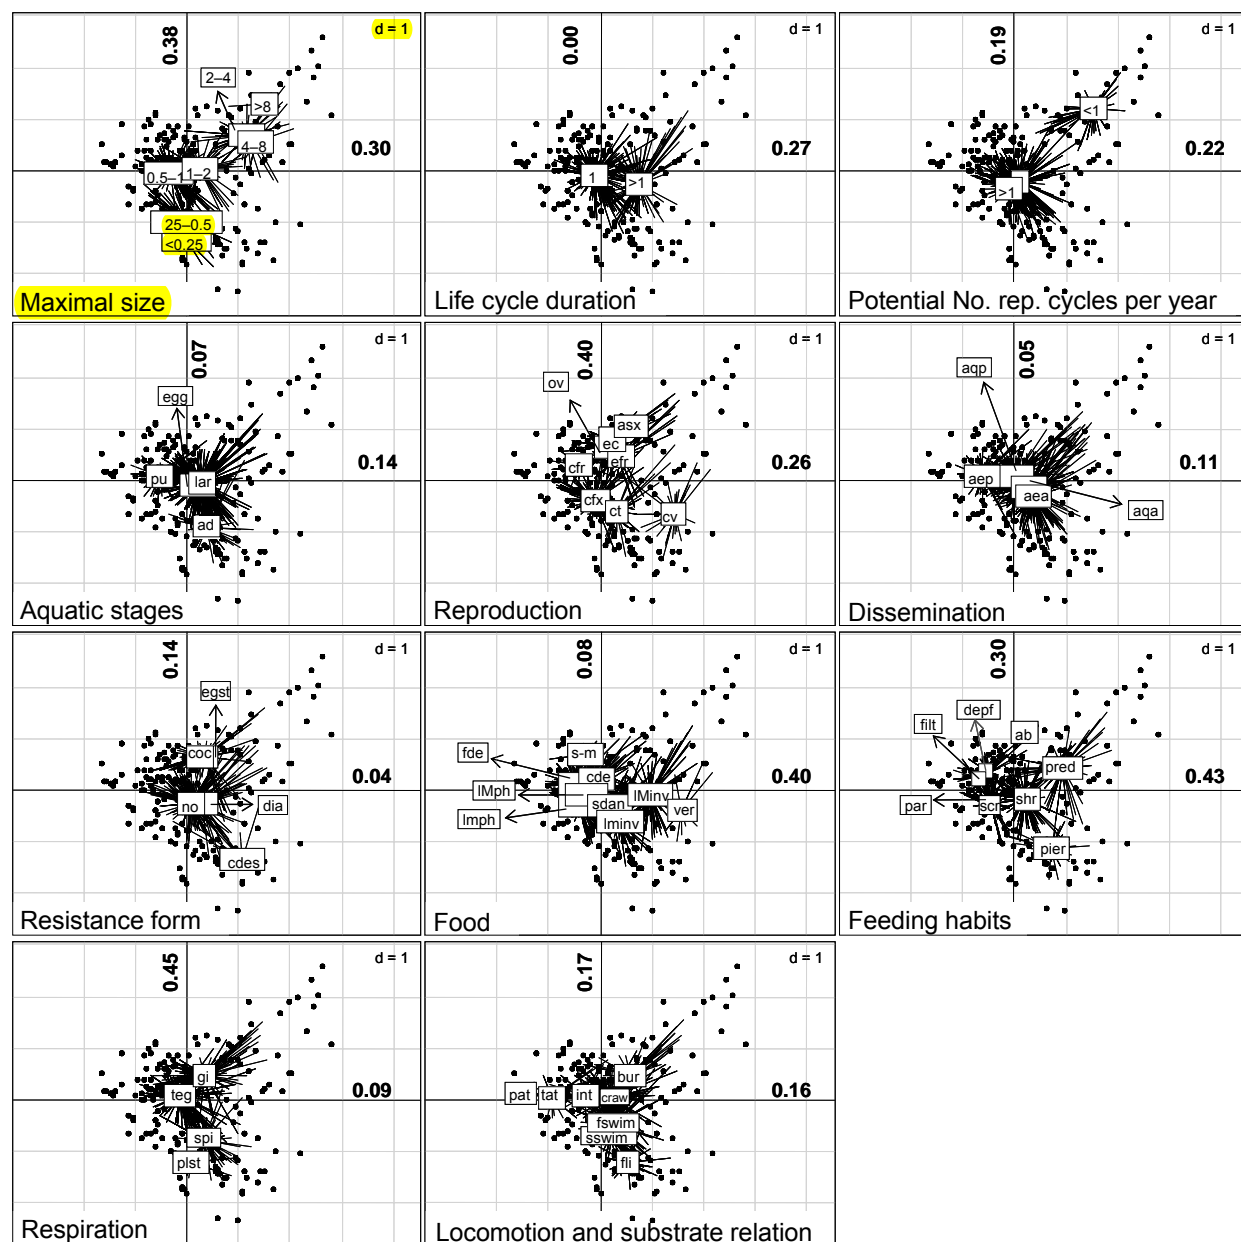 0.38
d = 1
2–4
>8
4–8
0.30
0.5–1
1–2
25–0.5
<0.25
Maximal size
0.00
d = 1
0.27
1
>1
Life cycle duration
0.19
d = 1
<1
0.22
>1
Potential No. rep. cycles per year
0.07
d = 1
egg
0.14
pu
lar
ad
Aquatic stages
0.40
d = 1
ov
asx
ec
efr
cfr
0.26
cfx
ct
cv
Reproduction
0.05
d = 1
aqp
0.11
aep
aea
aqa
Dissemination
0.14
d = 1
egst
coc
0.04
no
dia
cdes
Resistance form
0.08
d = 1
fde
s-m
cde
0.40
lMph
lMinv
sdan
ver
lmph
lminv
Food
0.30
d = 1
depf
filt
ab
pred
0.43
par
scr
shr
pier
Feeding habits
0.45
d = 1
gi
teg
0.09
spi
plst
Respiration
0.17
d = 1
bur
pat
tat
int
craw
0.16
fswim
sswim
fli
Locomotion and substrate relation